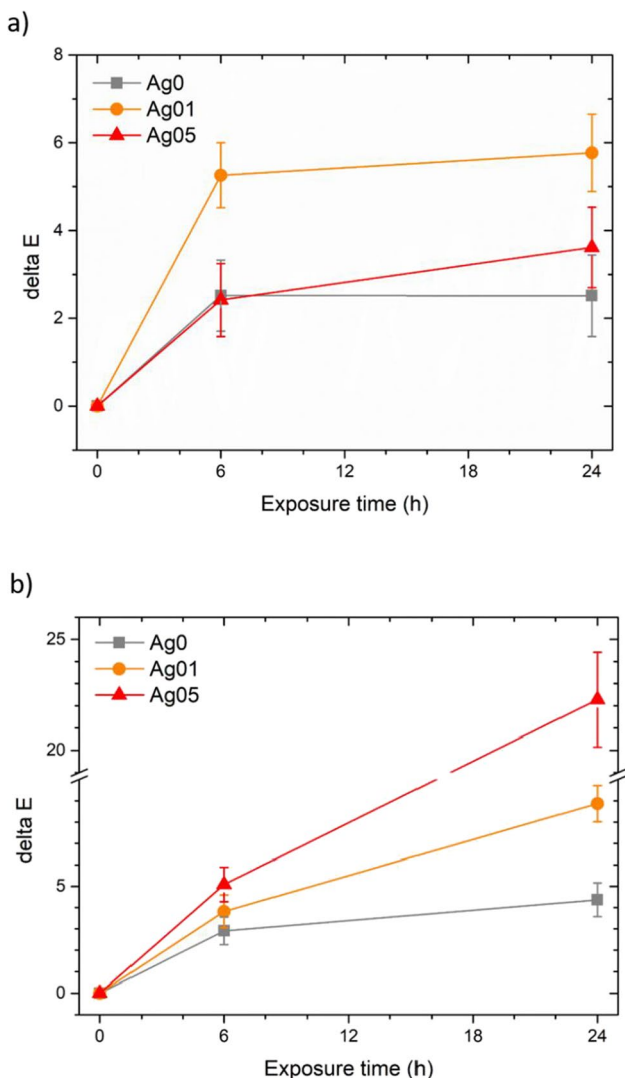 a)
8
6
4
2
0
delta E
Ag0
Ag01
Ag05
0 6 12 18 24
Exposure time (h)
b)
25
20
5
0
delta E
Ag0
Ag01
Ag05
0 6 12 18 24
Exposure time (h)